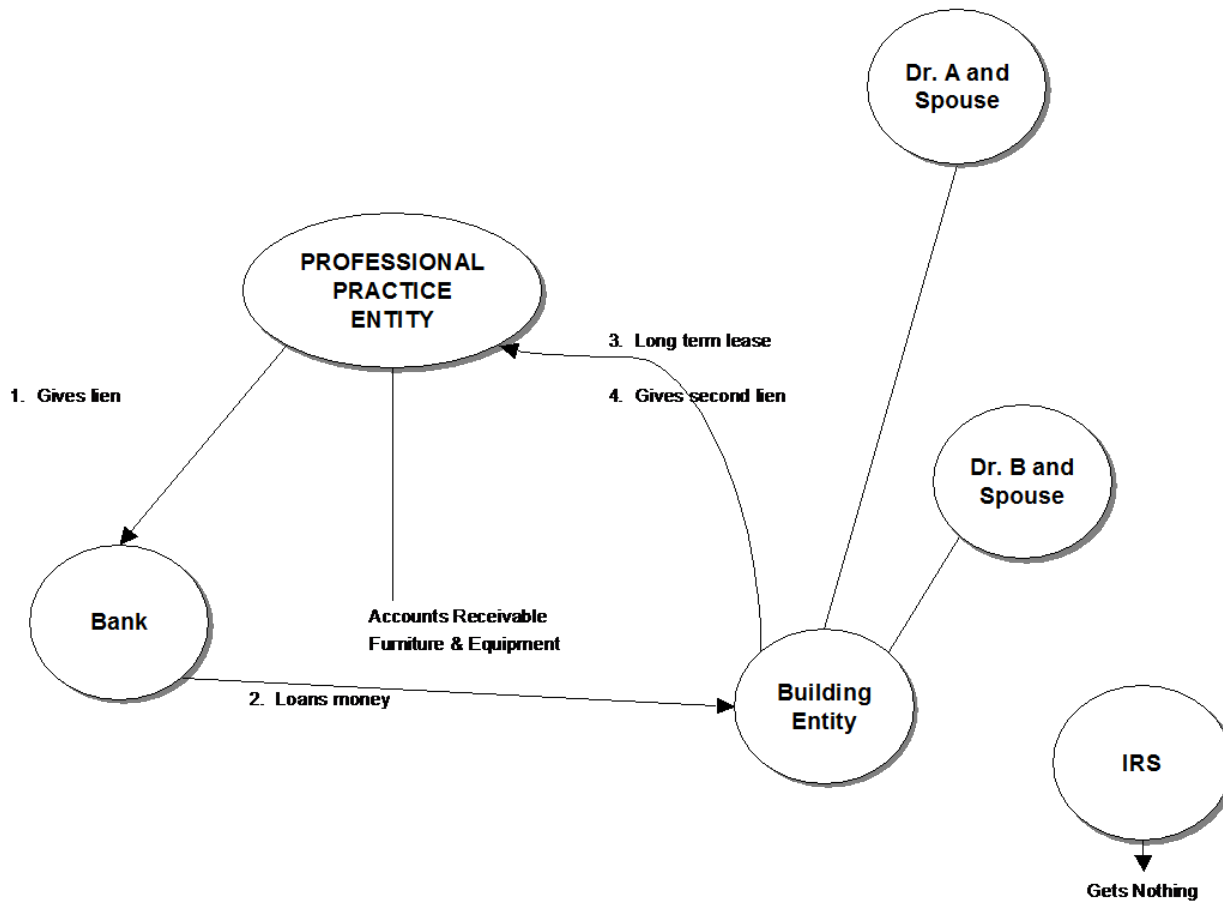 Dr. A and
Spouse
PROFESSIONAL
PRACTICE
ENTITY
3. Long term lease
1. Gives lien
4. Gives second lien
Dr. B and
Spouse
Bank
Accounts Receivable
Furniture & Equipment
2. Loans money
Building
Entity
IRS
Gets Nothing